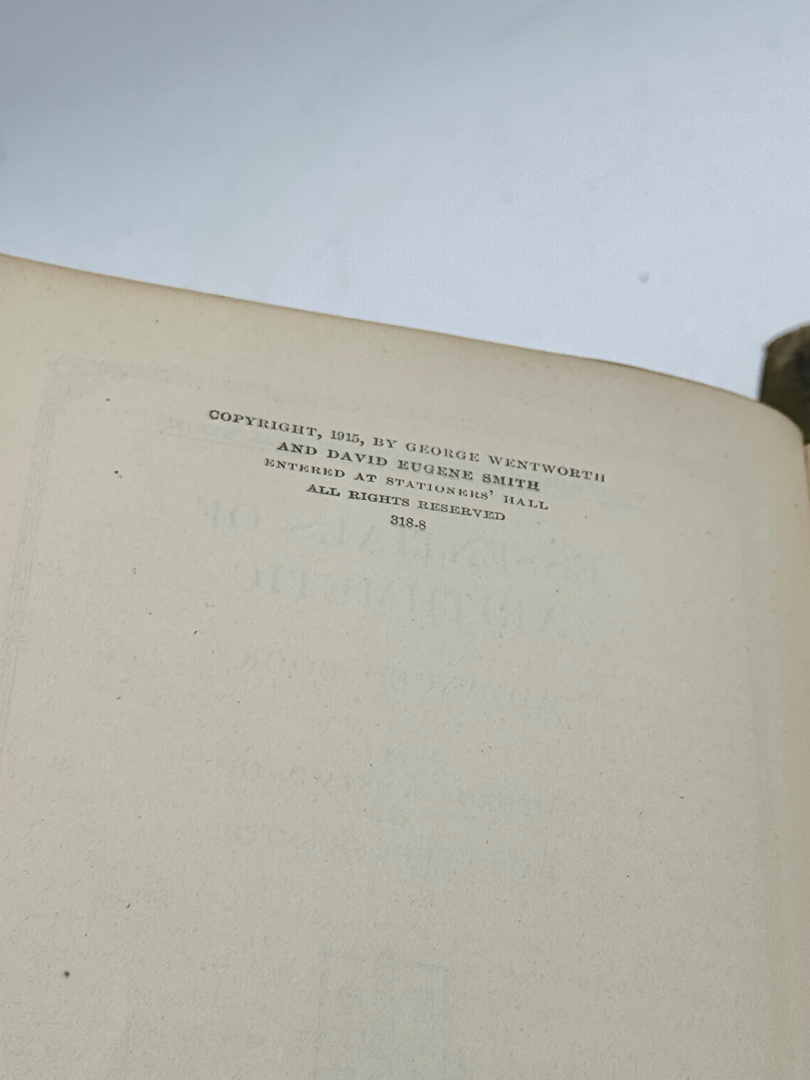 COPYRIGHT, 1915, BY GEORGE WENTWORTH
AND DAVID EUGENE SMITH
ENTERED AT STATIONERS' HALL
ALL RIGHTS RESERVED
318.8